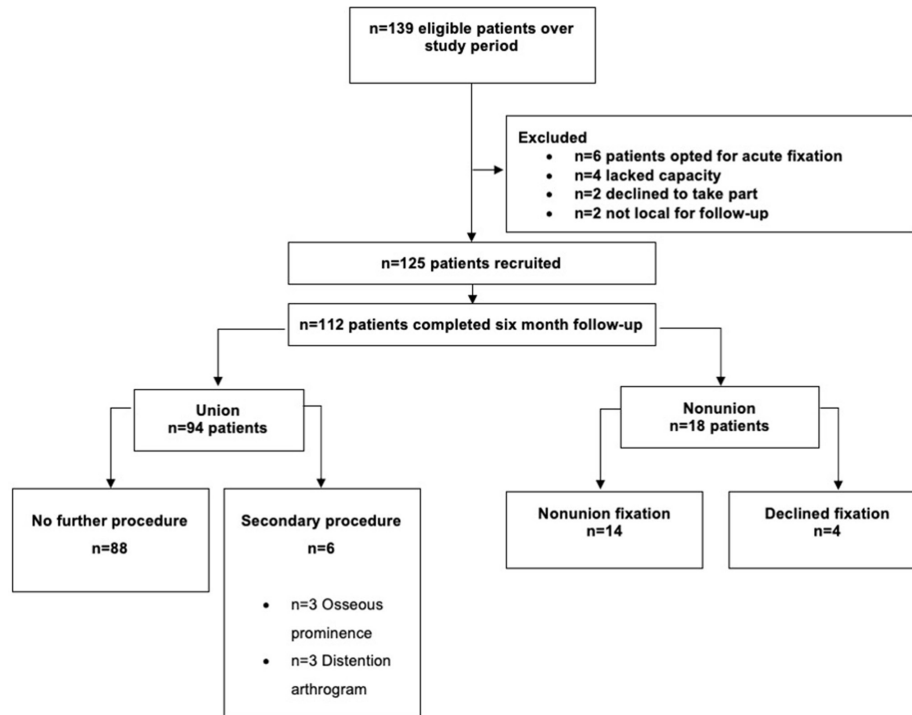 n=139 eligible patients over
study period
Excluded
• n=6 patients opted for acute fixation
• n=4 lacked capacity
• n=2 declined to take part
• n=2 not local for follow-up
n=125 patients recruited
n=112 patients completed six month follow-up
Union
n=94 patients
Nonunion
n=18 patients
No further procedure
n=88
Secondary procedure
n=6
• n=3 Osseous
prominence
• n=3 Distention
arthrogram
Nonunion fixation
n=14
Declined fixation
n=4